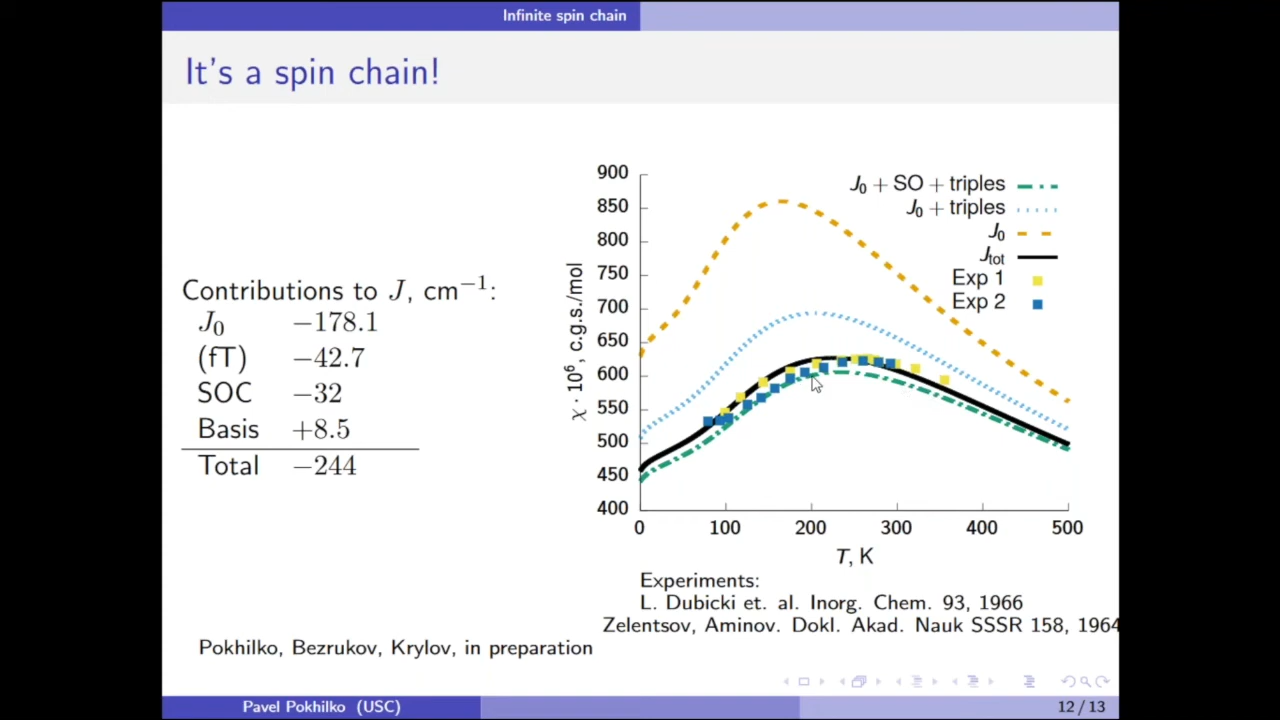 Infinite spin chain
It's a spin chain!
Contributions to J, cm⁻¹:
J₀ −178.1
(fT) −42.7
SOC −32
Basis +8.5
Total −244
900
850
800
750
700
650
600
550
500
450
400
χ · 10⁶, c.g.s./mol
J₀ + SO + triples
J₀ + triples
J₀
Jtot
Exp 1
Exp 2
0 100 200 300 400 500
T, K
Experiments:
L. Dubicki et. al. Inorg. Chem. 93, 1966
Zelentsov, Aminov. Dokl. Akad. Nauk SSSR 158, 1964
Pokhilko, Bezrukov, Krylov, in preparation
Pavel Pokhilko (USC)
12 / 13